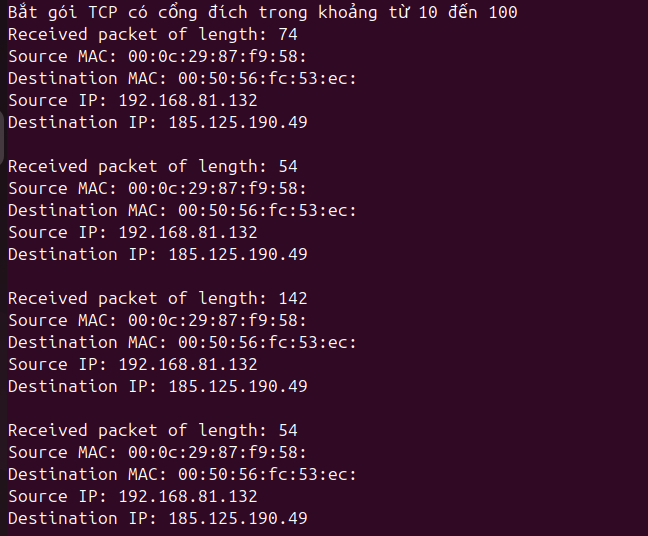 Bắt gói TCP có cổng đích trong khoảng từ 10 đến 100
Received packet of length: 74
Source MAC: 00:0c:29:87:f9:58:
Destination MAC: 00:50:56:fc:53:ec:
Source IP: 192.168.81.132
Destination IP: 185.125.190.49
Received packet of length: 54
Source MAC: 00:0c:29:87:f9:58:
Destination MAC: 00:50:56:fc:53:ec:
Source IP: 192.168.81.132
Destination IP: 185.125.190.49
Received packet of length: 142
Source MAC: 00:0c:29:87:f9:58:
Destination MAC: 00:50:56:fc:53:ec:
Source IP: 192.168.81.132
Destination IP: 185.125.190.49
Received packet of length: 54
Source MAC: 00:0c:29:87:f9:58:
Destination MAC: 00:50:56:fc:53:ec:
Source IP: 192.168.81.132
Destination IP: 185.125.190.49